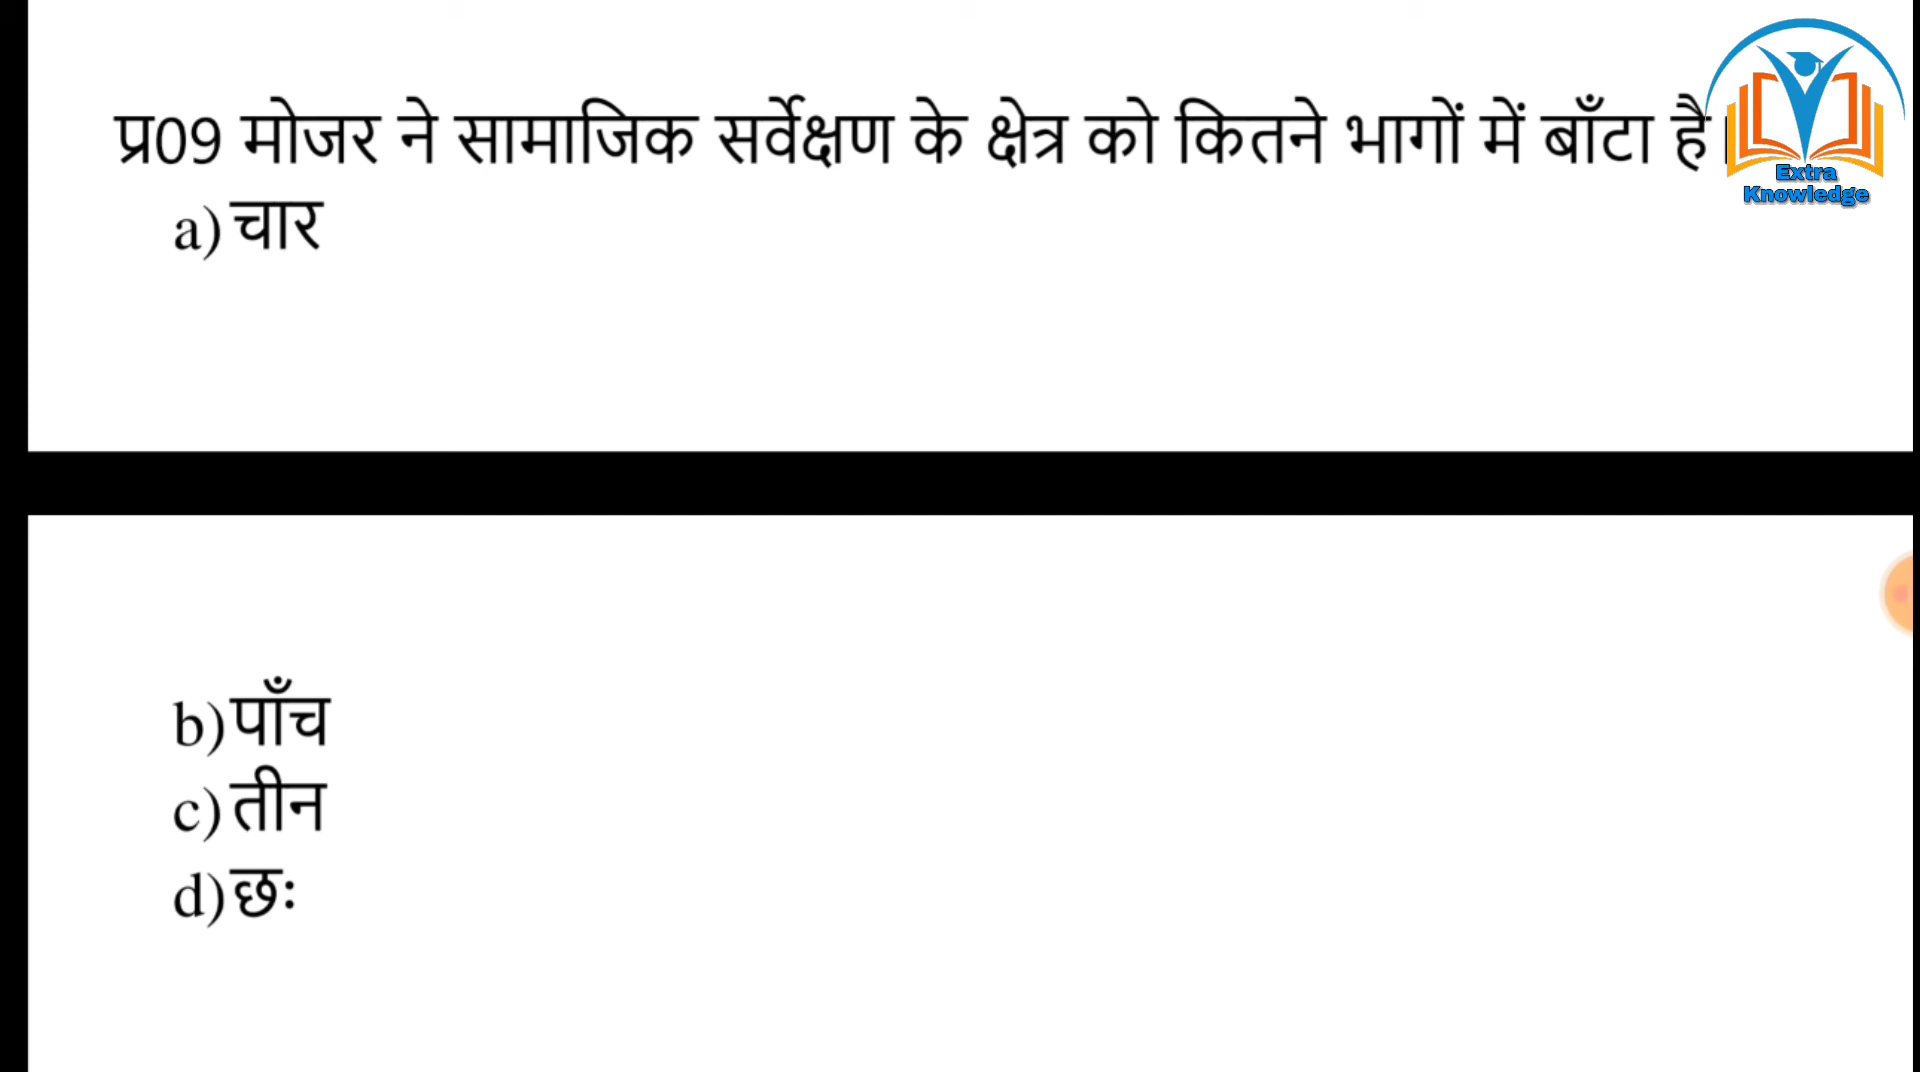 प्र09 मोजर ने सामाजिक सर्वेक्षण के क्षेत्र को कितने भागों में बाँटा है।
Extra
Knowledge
a) चार
b) पाँच
c) तीन
d) छः